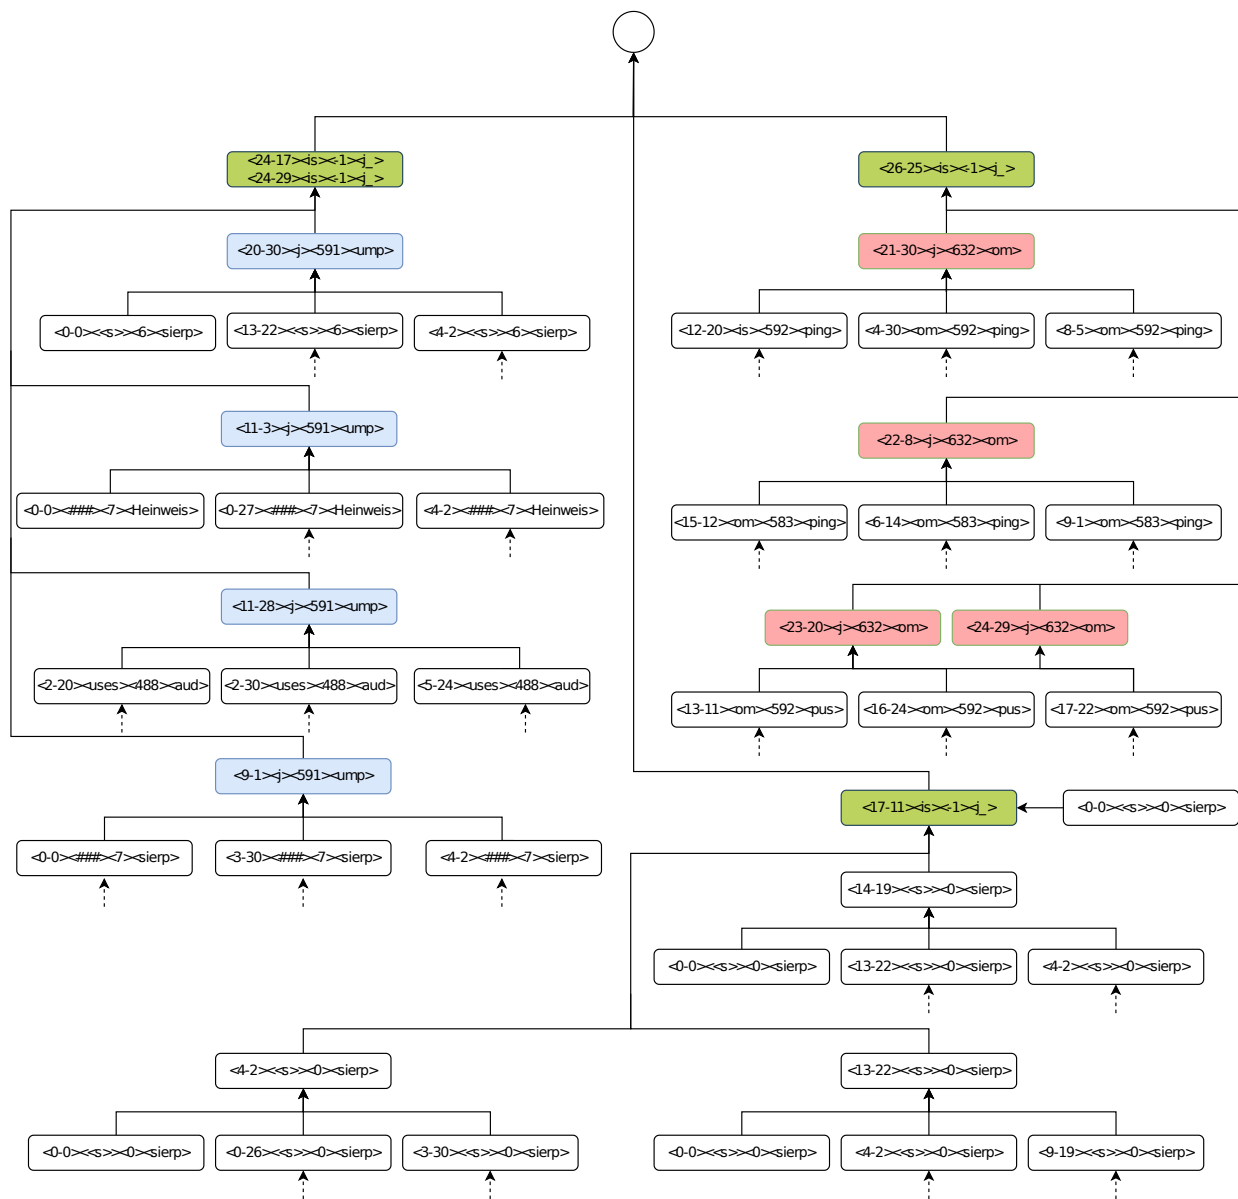 <24-17><is><-1><j_>
<24-29><is><-1><j_>
<26-25><is><-1><j_>
<20-30><j><591><ump>
<21-30><j><632><om>
<0-0><<s>><6><sierp>
<13-22><<s>><6><sierp>
<4-2><<s>><6><sierp>
<12-20><is><592><ping>
<4-30><om><592><ping>
<8-5><om><592><ping>
<11-3><j><591><ump>
<22-8><j><632><om>
<0-0><###><7><Heinweis>
<0-27><###><7><Heinweis>
<4-2><###><7><Heinweis>
<15-12><om><583><ping>
<6-14><om><583><ping>
<9-1><om><583><ping>
<11-28><j><591><ump>
<23-20><j><632><om>
<24-29><j><632><om>
<2-20><uses><488><aud>
<2-30><uses><488><aud>
<5-24><uses><488><aud>
<13-11><om><592><pus>
<16-24><om><592><pus>
<17-22><om><592><pus>
<9-1><j><591><ump>
<17-11><is><-1><j_>
<0-0><<s>><0><sierp>
<0-0><###><7><sierp>
<3-30><###><7><sierp>
<4-2><###><7><sierp>
<14-19><<s>><0><sierp>
<0-0><<s>><0><sierp>
<13-22><<s>><0><sierp>
<4-2><<s>><0><sierp>
<4-2><<s>><0><sierp>
<13-22><<s>><0><sierp>
<0-0><<s>><0><sierp>
<0-26><<s>><0><sierp>
<3-30><<s>><0><sierp>
<0-0><<s>><0><sierp>
<4-2><<s>><0><sierp>
<9-19><<s>><0><sierp>